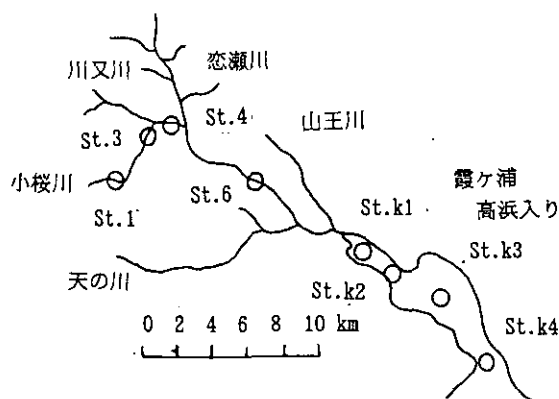 恋瀬川
川又川
St.4
山王川
St.3
霞ヶ浦
高浜入り
小桜川
St.6
St.k1
St.1
St.k3
天の川
St.k2
0 2 4 6 8 10 km
St.k4